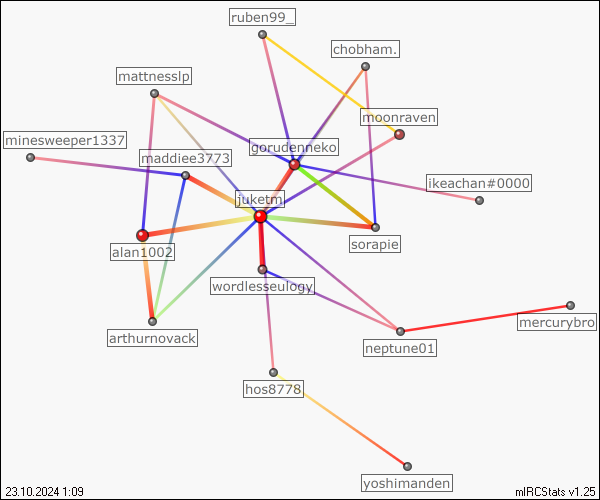 ruben99_
chobham.
mattnesslp
moonraven
minesweeper1337
gorudenneko
maddiee3773
ikeachan#0000
juketm
alan1002
sorapie
wordlesseulogy
mercurybro
arthurnovack
neptune01
hos8778
yoshimanden
23.10.2024 1:09
mIRCStats v1.25